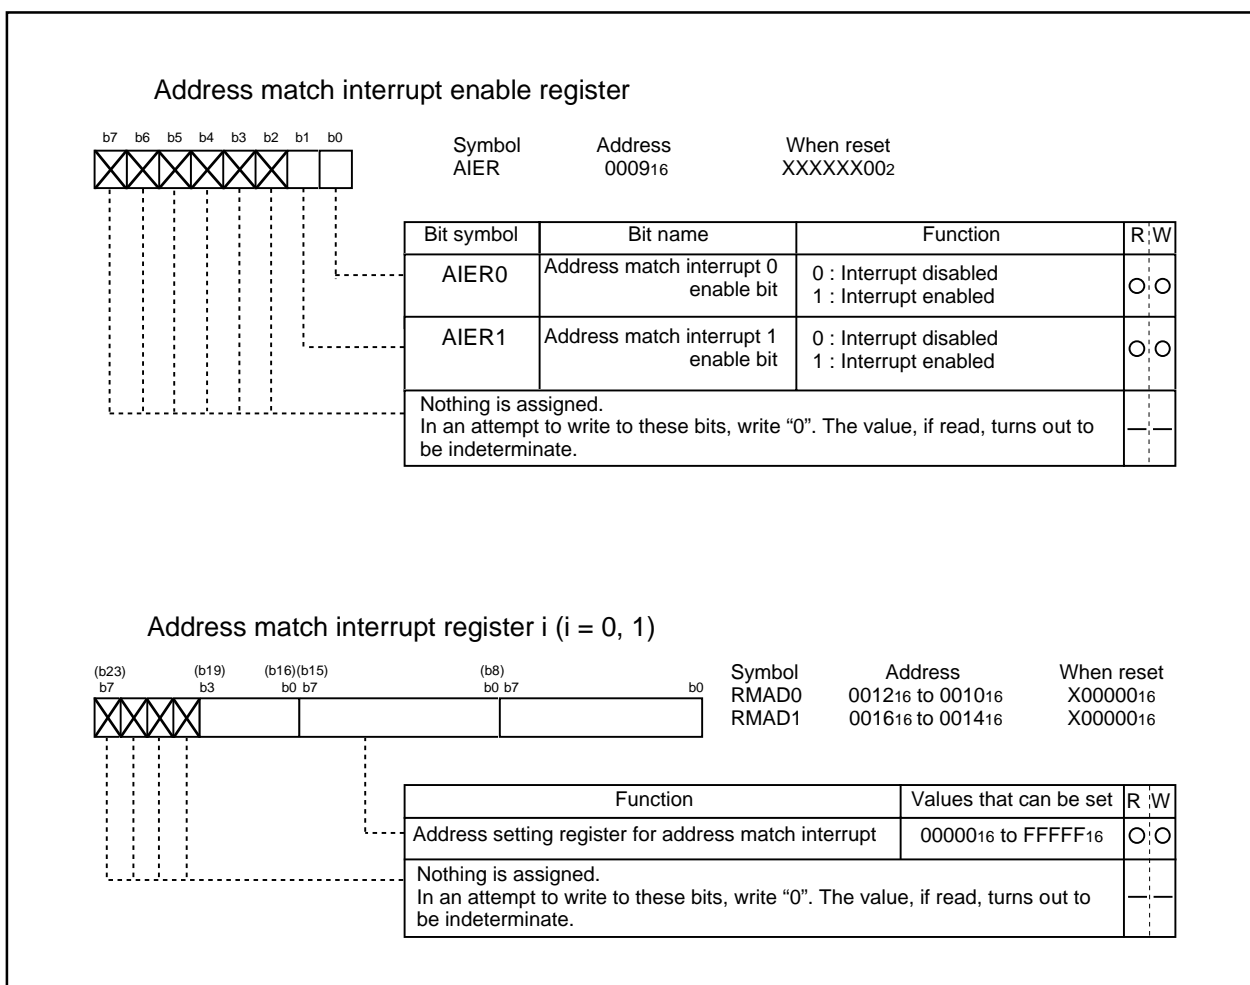 Address match interrupt enable register
b7 b6 b5 b4 b3 b2 b1 b0
Symbol Address When reset
AIER 000916 XXXXXX002
Bit symbol Bit name Function R W
AIER0 Address match interrupt 0 enable bit 0 : Interrupt disabled
1 : Interrupt enabled
AIER1 Address match interrupt 1 enable bit 0 : Interrupt disabled
1 : Interrupt enabled
Nothing is assigned.
In an attempt to write to these bits, write “0”. The value, if read, turns out to
be indeterminate.
Address match interrupt register i (i = 0, 1)
(b23) (b19) (b16)(b15) (b8)
b7 b3 b0 b7 b0 b7 b0
Symbol Address When reset
RMAD0 001216 to 001016 X0000016
RMAD1 001616 to 001416 X0000016
Function Values that can be set R W
Address setting register for address match interrupt 0000016 to FFFFF16
Nothing is assigned.
In an attempt to write to these bits, write “0”. The value, if read, turns out to
be indeterminate.